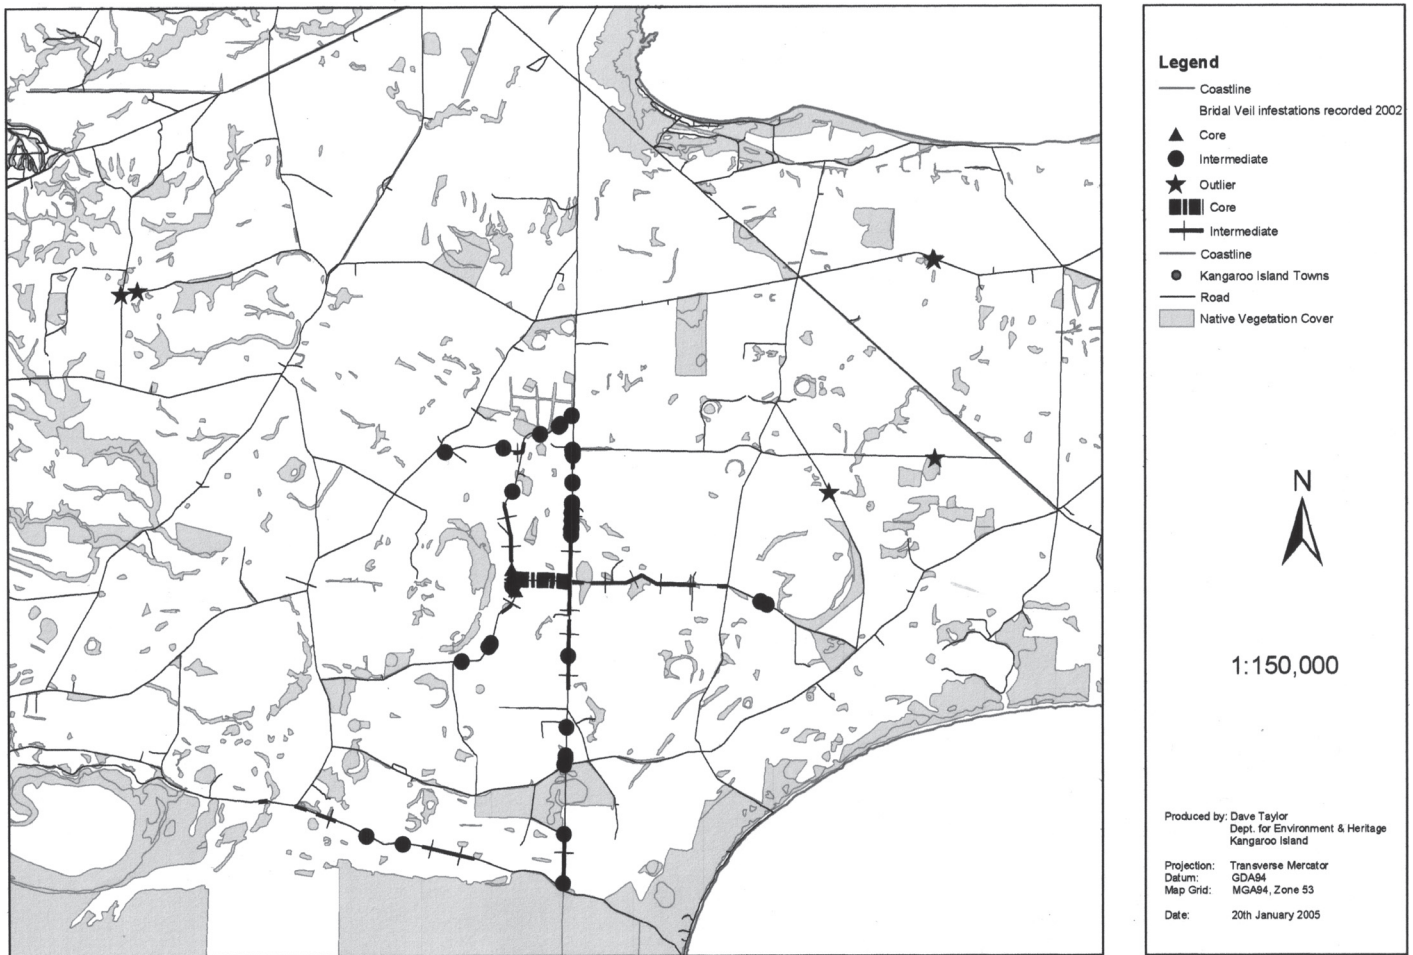 Legend
Coastline
Bridal Veil infestations recorded 2002
Core
Intermediate
Outlier
Core
Intermediate
Coastline
Kangaroo Island Towns
Road
Native Vegetation Cover
N
1:150,000
Produced by: Dave Taylor
Dept. for Environment & Heritage
Kangaroo Island
Projection: Transverse Mercator
Datum: GDA94
Map Grid: MGA94, Zone 53
Date: 20th January 2005